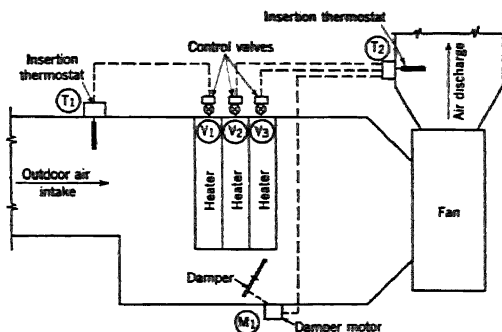 Insertion thermostat
T2
Control valves
Insertion
thermostat
T1
Air discharge
V1
V2
V3
Outdoor air
intake
Heater
Heater
Heater
Fan
Damper
M1
Damper motor